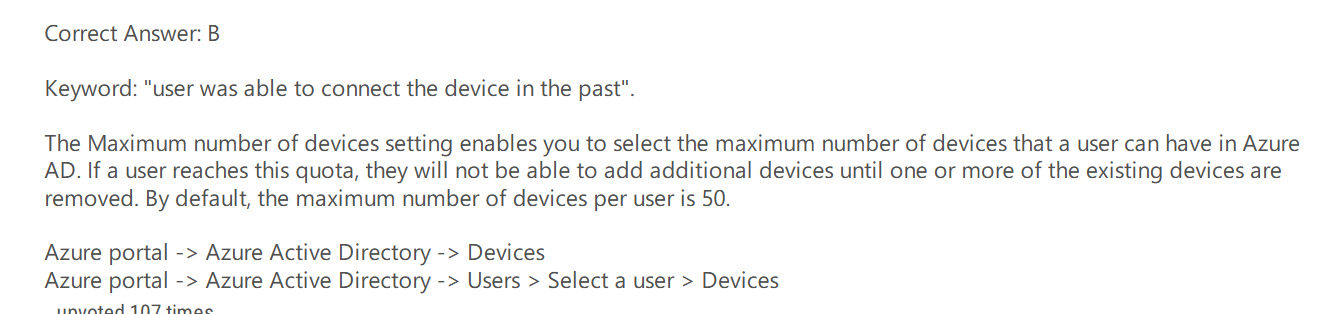 Correct Answer: B
Keyword: "user was able to connect the device in the past".
The Maximum number of devices setting enables you to select the maximum number of devices that a user can have in Azure
AD. If a user reaches this quota, they will not be able to add additional devices until one or more of the existing devices are
removed. By default, the maximum number of devices per user is 50.
Azure portal -> Azure Active Directory -> Devices
Azure portal -> Azure Active Directory -> Users > Select a user > Devices
upvoted 107 times